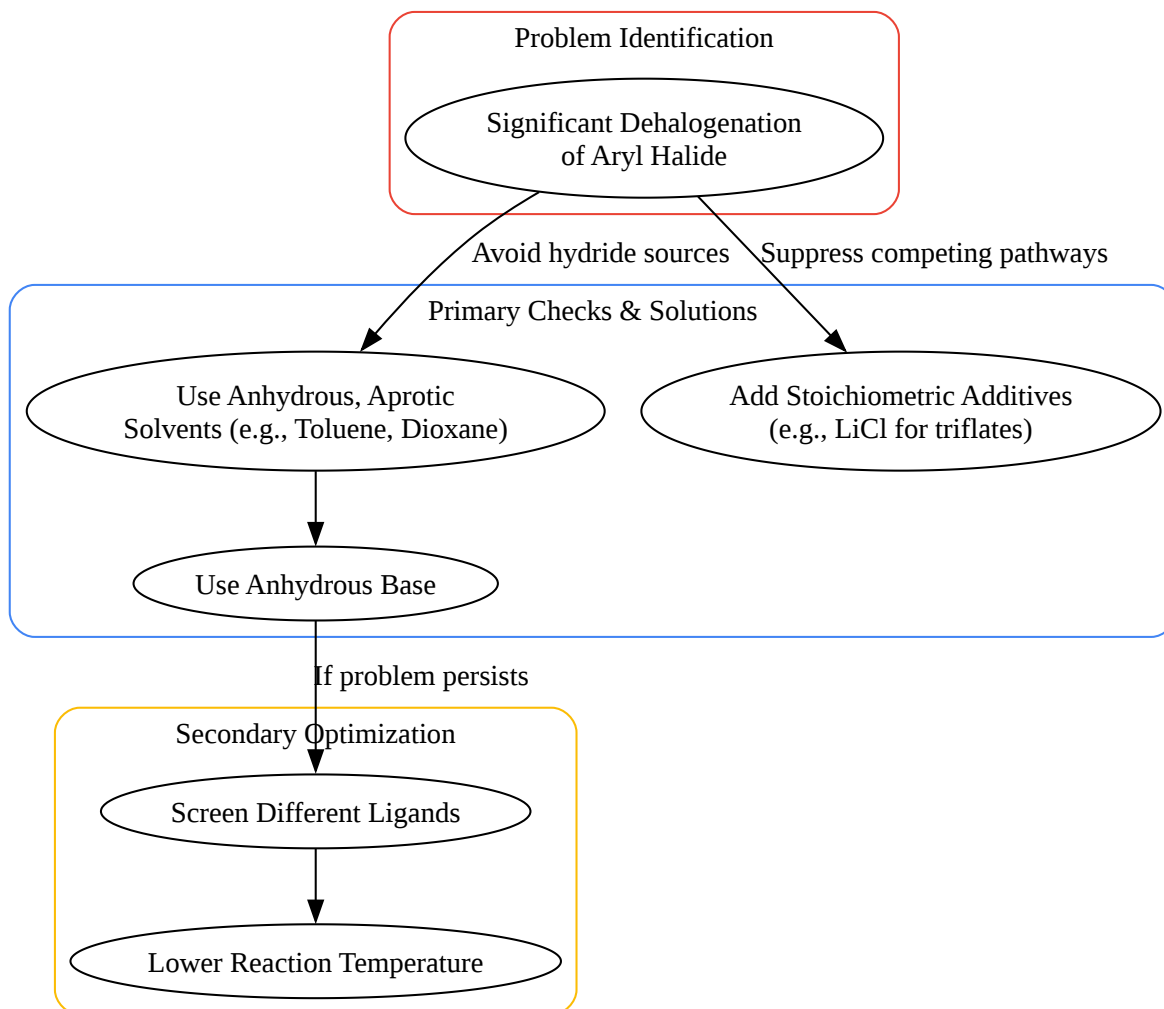 Problem Identification
Significant Dehalogenation
of Aryl Halide
Avoid hydride sources
Suppress competing pathways
Primary Checks & Solutions
Use Anhydrous, Aprotic
Solvents (e.g., Toluene, Dioxane)
Add Stoichiometric Additives
(e.g., LiCl for triflates)
Use Anhydrous Base
If problem persists
Secondary Optimization
Screen Different Ligands
Lower Reaction Temperature